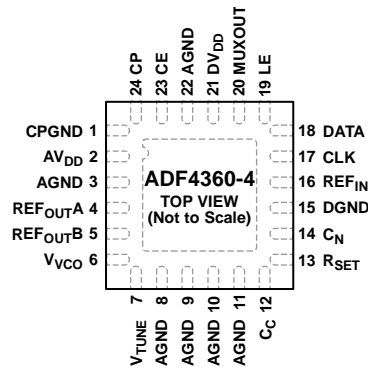 24 CP
23 CE
22 AGND
21 DVDD
20 MUXOUT
19 LE
CPGND 1
AVDD 2
AGND 3
REFOUTA 4
REFOUTB 5
VVCO 6
ADF4360-4
TOP VIEW
(Not to Scale)
18 DATA
17 CLK
16 REFIN
15 DGND
14 CN
13 RSET
VTUNE 7
AGND 8
AGND 9
AGND 10
AGND 11
CC 12